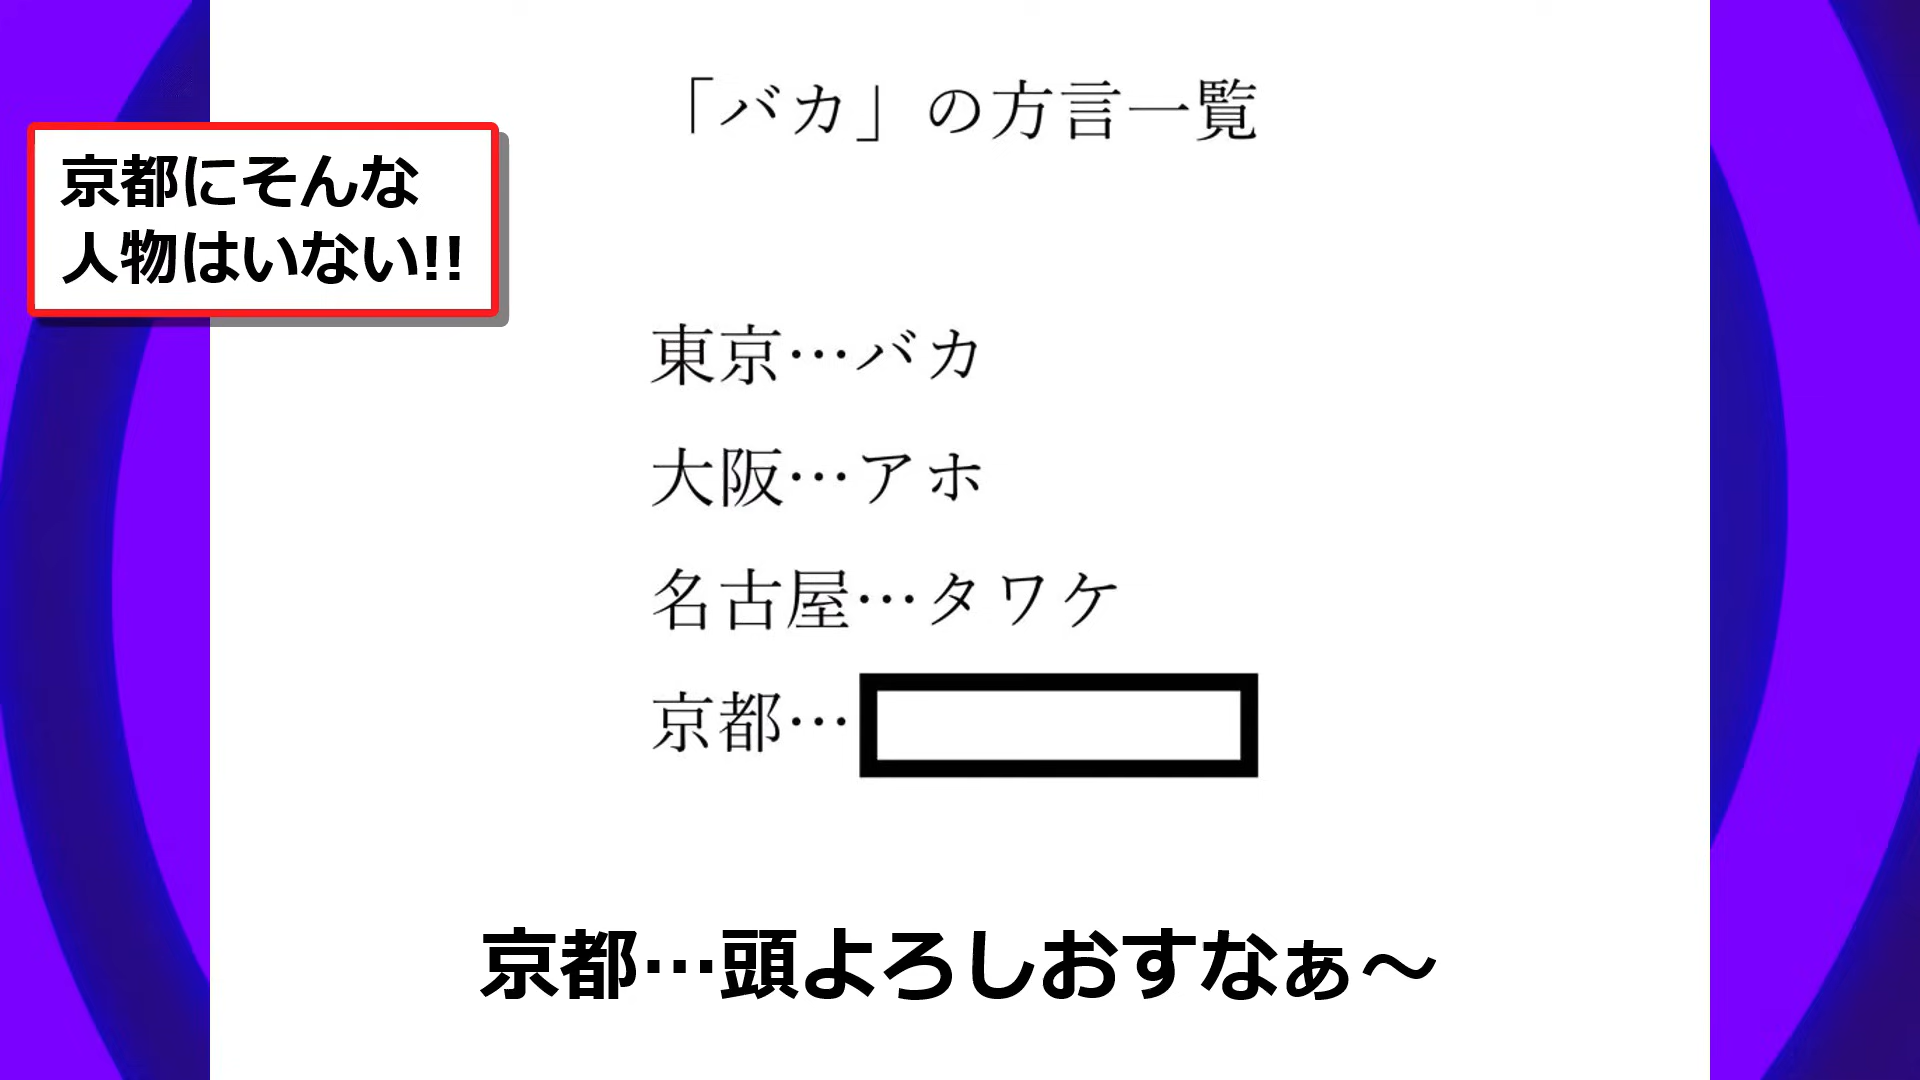 「バカ」の方言一覧
京都にそんな
人物はいない!!
東京…バカ
大阪…アホ
名古屋…タワケ
京都…
京都…頭よろしおすなぁ〜